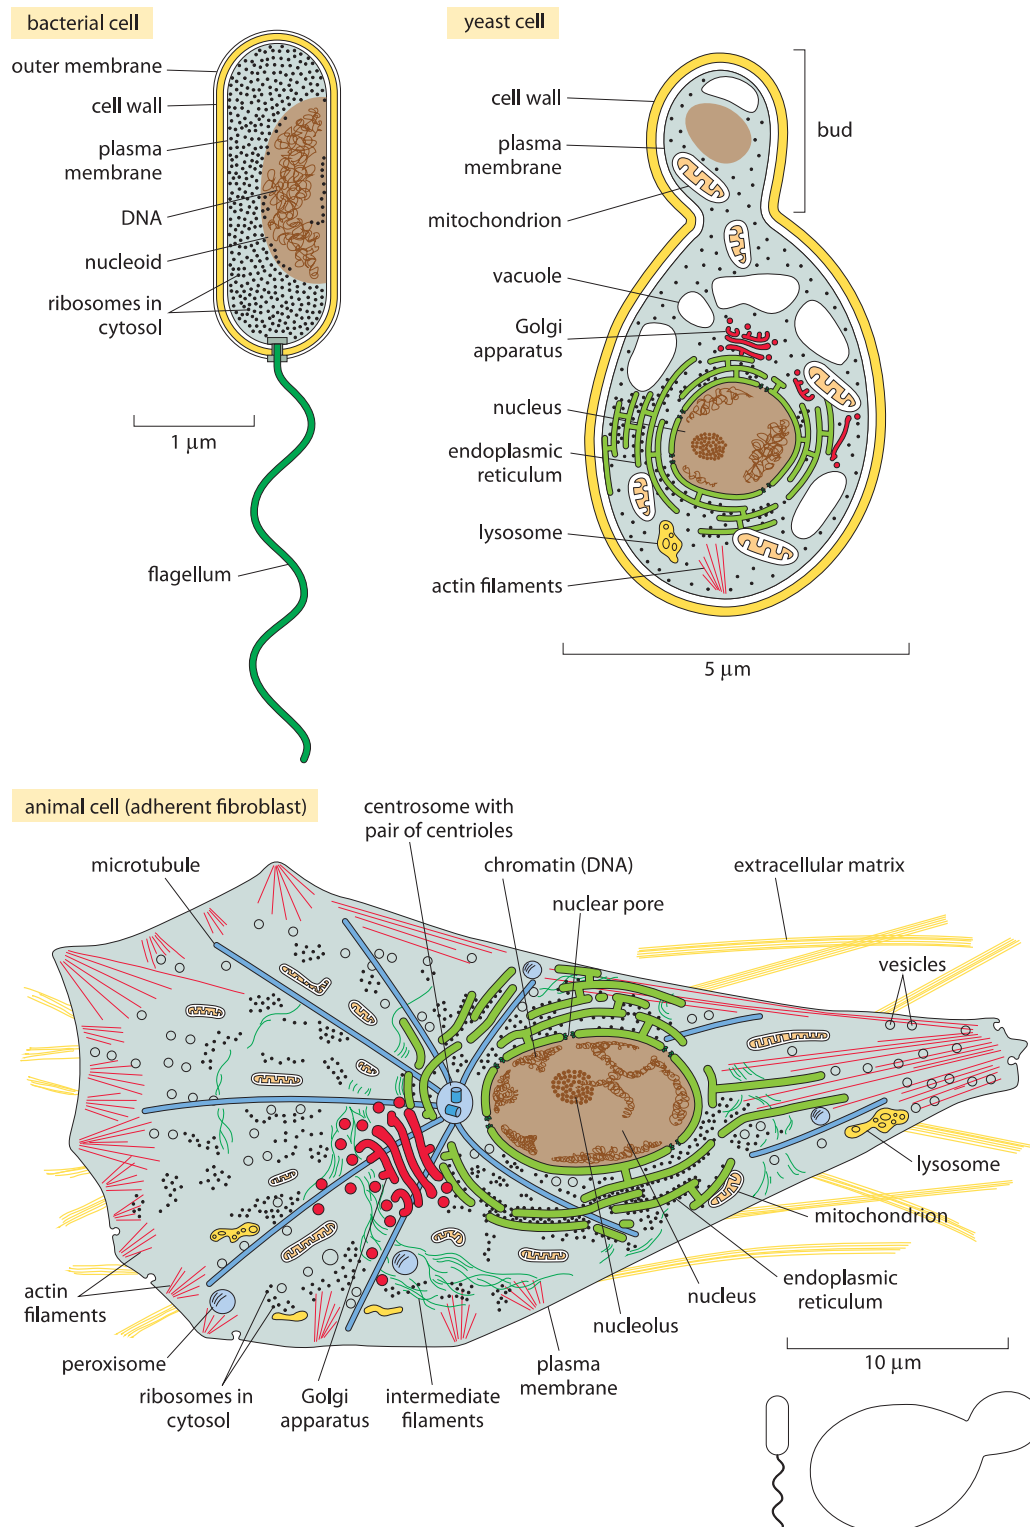 bacterial cell
outer membrane
cell wall
plasma
membrane
DNA
nucleoid
ribosomes in
cytosol
1 μm
flagellum
yeast cell
cell wall
plasma
membrane
mitochondrion
bud
vacuole
Golgi
apparatus
nucleus
endoplasmic
reticulum
lysosome
actin filaments
5 μm
animal cell (adherent fibroblast)
centrosome with
pair of centrioles
microtubule
chromatin (DNA)
extracellular matrix
nuclear pore
vesicles
lysosome
mitochondrion
endoplasmic
reticulum
nucleus
nucleolus
plasma
membrane
actin
filaments
peroxisome
ribosomes in
cytosol
Golgi
apparatus
intermediate
filaments
10 μm